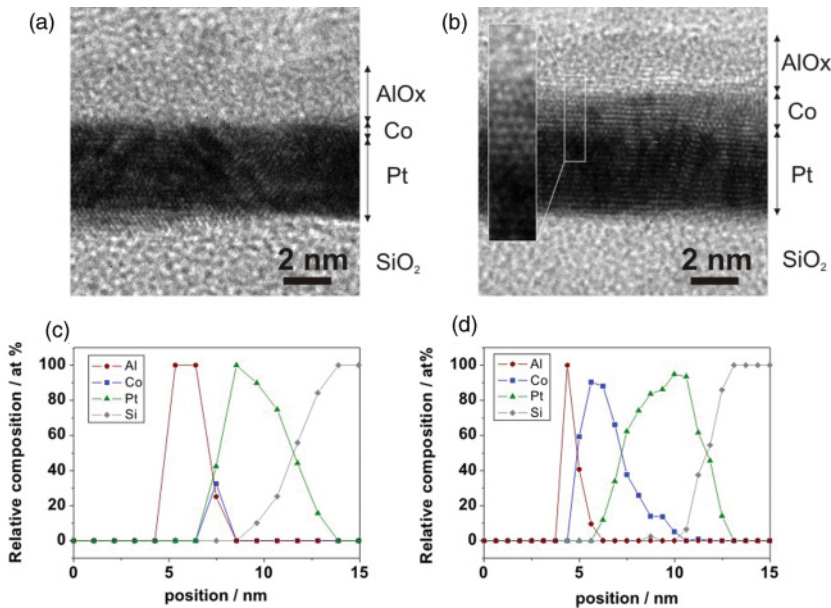 (a)
AlOx
Co
Pt
SiO₂
2 nm
(b)
AlOx
Co
Pt
SiO₂
2 nm
(c)
Relative composition / at %
100
80
60
40
20
0
Al
Co
Pt
Si
0 5 10 15
position / nm
(d)
Relative composition / at%
100
80
60
40
20
0
Al
Co
Pt
Si
0 5 10 15
position / nm